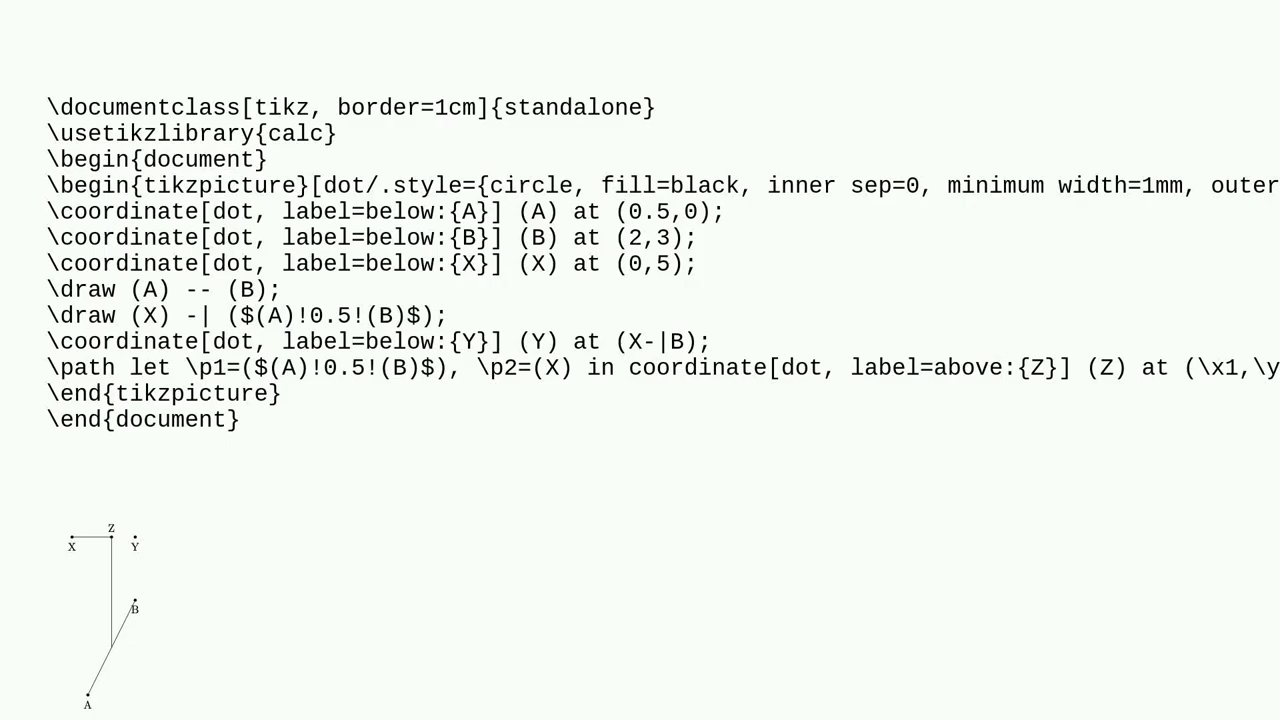 \documentclass[tikz, border=1cm]{standalone}
\usetikzlibrary{calc}
\begin{document}
\begin{tikzpicture}[dot/.style={circle, fill=black, inner sep=0, minimum width=1mm, outer
\coordinate[dot, label=below:{A}] (A) at (0.5,0);
\coordinate[dot, label=below:{B}] (B) at (2,3);
\coordinate[dot, label=below:{X}] (X) at (0,5);
\draw (A) -- (B);
\draw (X) -| ($(A)!0.5!(B)$);
\coordinate[dot, label=below:{Y}] (Y) at (X-|B);
\path let \p1=($(A)!0.5!(B)$), \p2=(X) in coordinate[dot, label=above:{Z}] (Z) at (\x1,\y
\end{tikzpicture}
\end{document}
Z
X Y
B
A